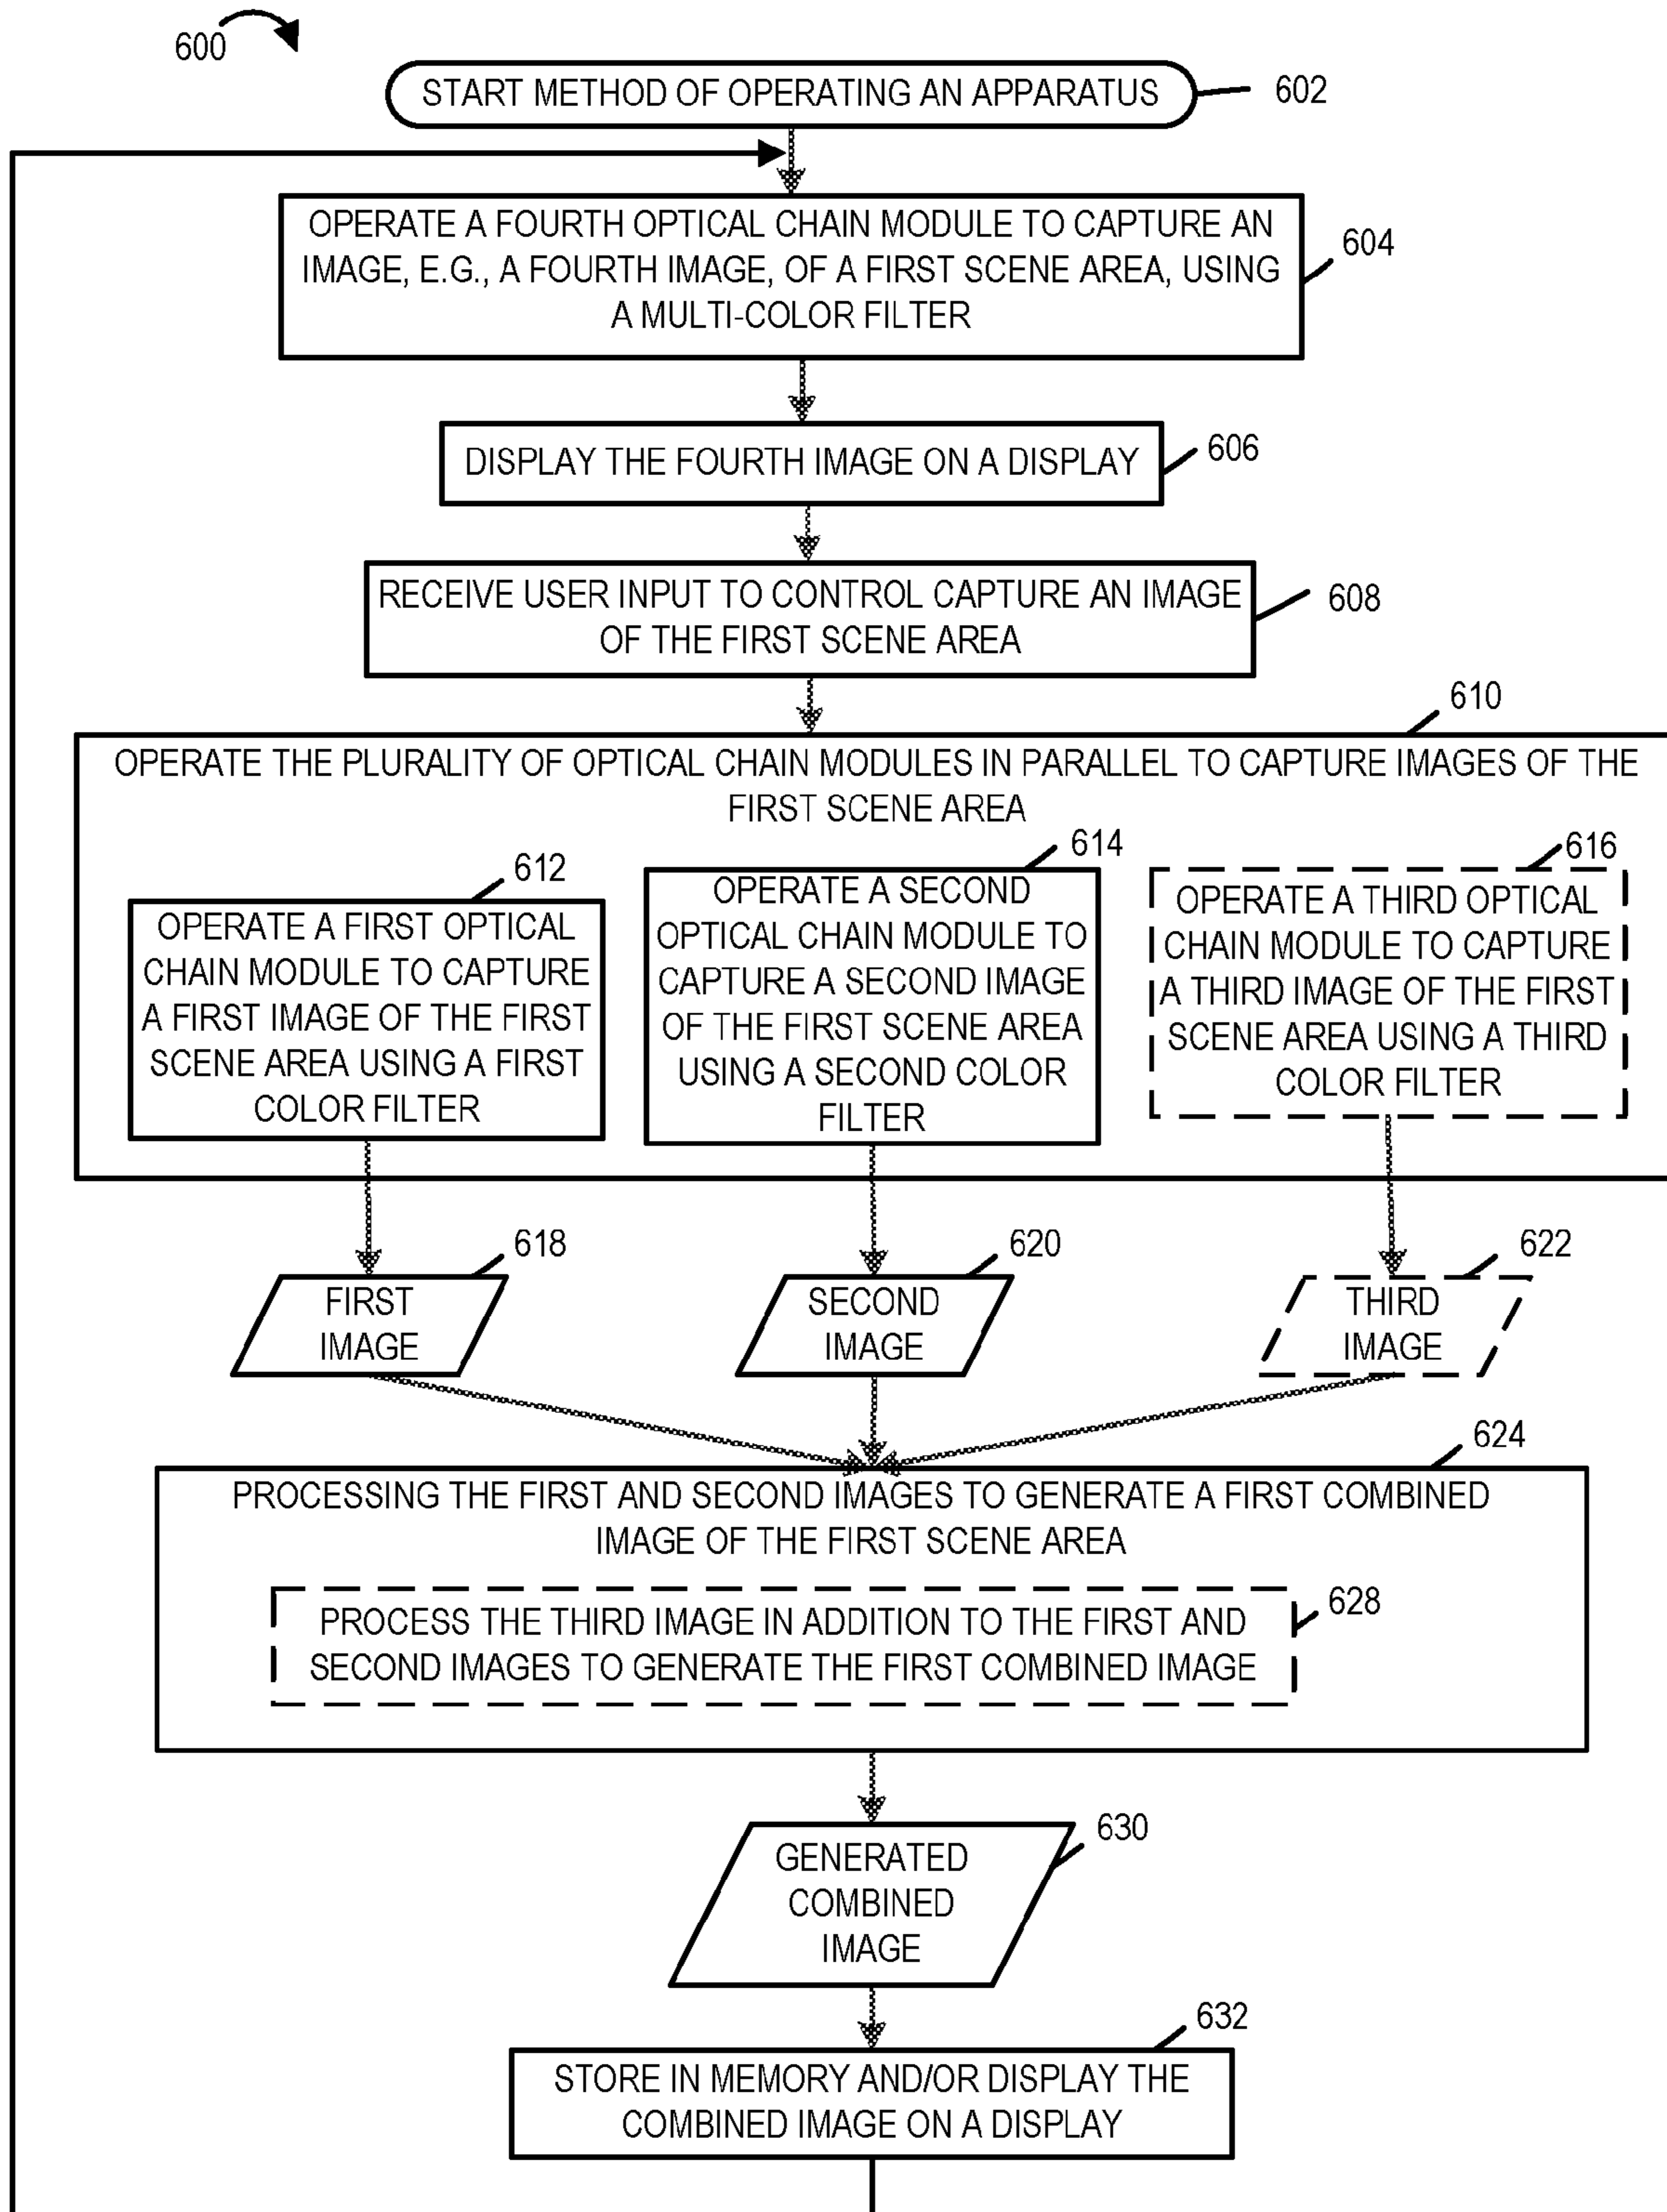 600
START METHOD OF OPERATING AN APPARATUS
602
OPERATE A FOURTH OPTICAL CHAIN MODULE TO CAPTURE AN
IMAGE, E.G., A FOURTH IMAGE, OF A FIRST SCENE AREA, USING
A MULTI-COLOR FILTER
604
DISPLAY THE FOURTH IMAGE ON A DISPLAY
606
RECEIVE USER INPUT TO CONTROL CAPTURE AN IMAGE
OF THE FIRST SCENE AREA
608
610
OPERATE THE PLURALITY OF OPTICAL CHAIN MODULES IN PARALLEL TO CAPTURE IMAGES OF THE
FIRST SCENE AREA
612
OPERATE A FIRST OPTICAL
CHAIN MODULE TO CAPTURE
A FIRST IMAGE OF THE FIRST
SCENE AREA USING A FIRST
COLOR FILTER
614
OPERATE A SECOND
OPTICAL CHAIN MODULE TO
CAPTURE A SECOND IMAGE
OF THE FIRST SCENE AREA
USING A SECOND COLOR
FILTER
616
OPERATE A THIRD OPTICAL
CHAIN MODULE TO CAPTURE
A THIRD IMAGE OF THE FIRST
SCENE AREA USING A THIRD
COLOR FILTER
618
FIRST
IMAGE
620
SECOND
IMAGE
622
THIRD
IMAGE
624
PROCESSING THE FIRST AND SECOND IMAGES TO GENERATE A FIRST COMBINED
IMAGE OF THE FIRST SCENE AREA
628
PROCESS THE THIRD IMAGE IN ADDITION TO THE FIRST AND
SECOND IMAGES TO GENERATE THE FIRST COMBINED IMAGE
630
GENERATED
COMBINED
IMAGE
632
STORE IN MEMORY AND/OR DISPLAY THE
COMBINED IMAGE ON A DISPLAY